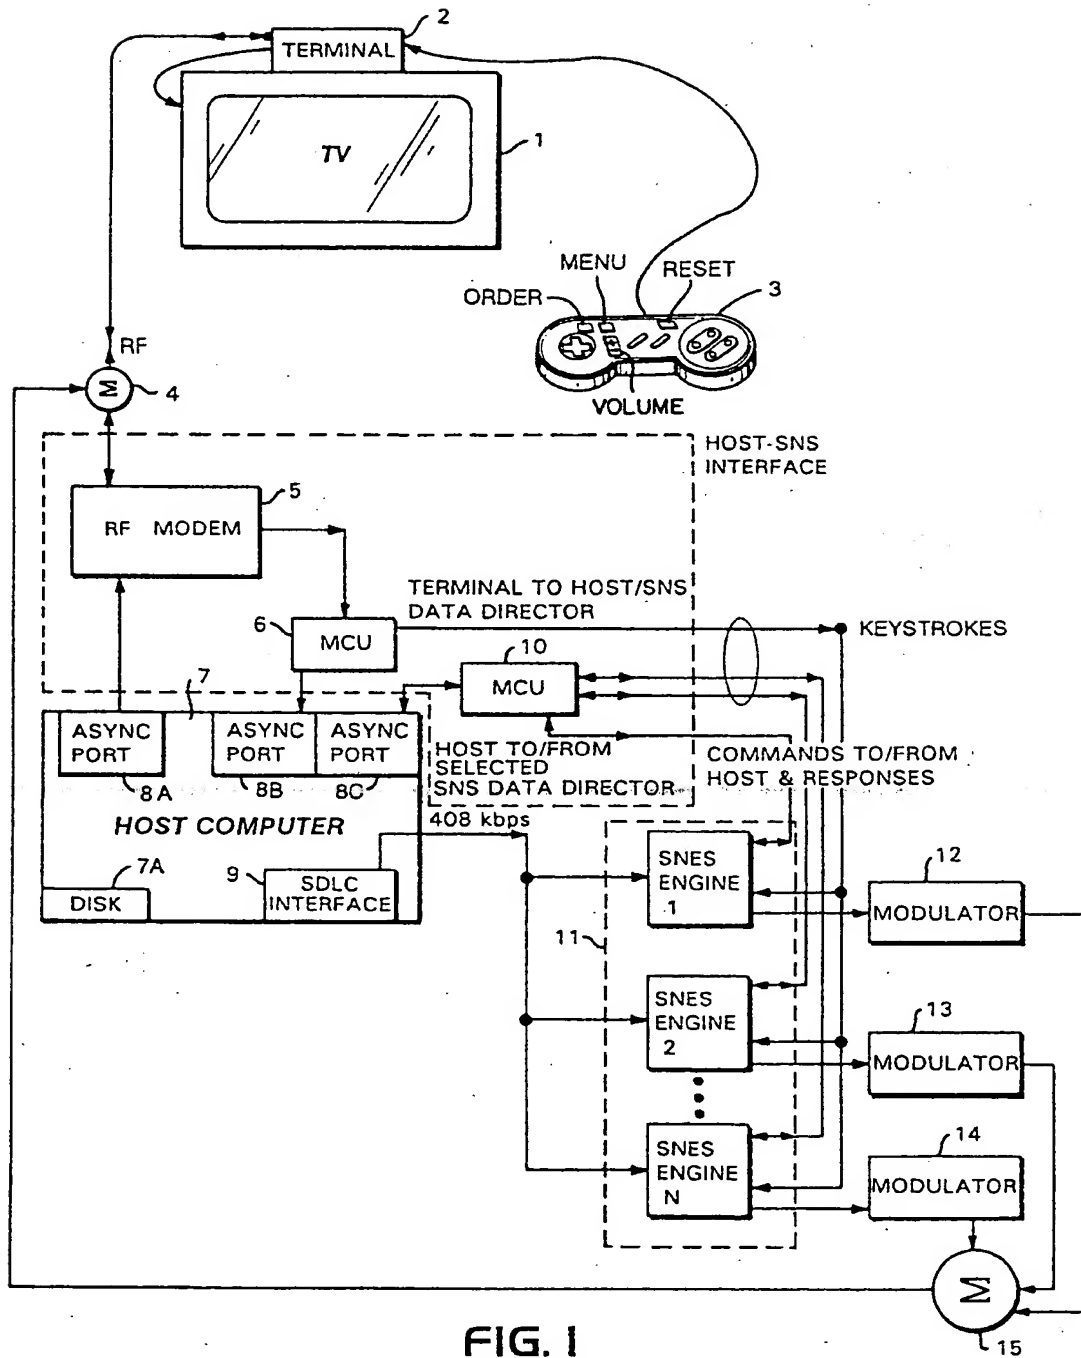 2
TERMINAL
TV
1
MENU
RESET
ORDER
3
VOLUME
RF
M
4
HOST-SNS
INTERFACE
5
RF MODEM
TERMINAL TO HOST/SNS
DATA DIRECTOR
6
MCU
KEYSTROKES
10
MCU
7
ASYNC
PORT
ASYNC
PORT
ASYNC
PORT
8A
8B
8C
HOST TO/FROM
SELECTED
SNS DATA DIRECTOR
COMMANDS TO/FROM
HOST & RESPONSES
HOST COMPUTER
408 kbps
7A
DISK
9
SDLC
INTERFACE
SNES
ENGINE
1
12
MODULATOR
11
SNES
ENGINE
2
13
MODULATOR
SNES
ENGINE
N
14
MODULATOR
M
15
FIG. 1